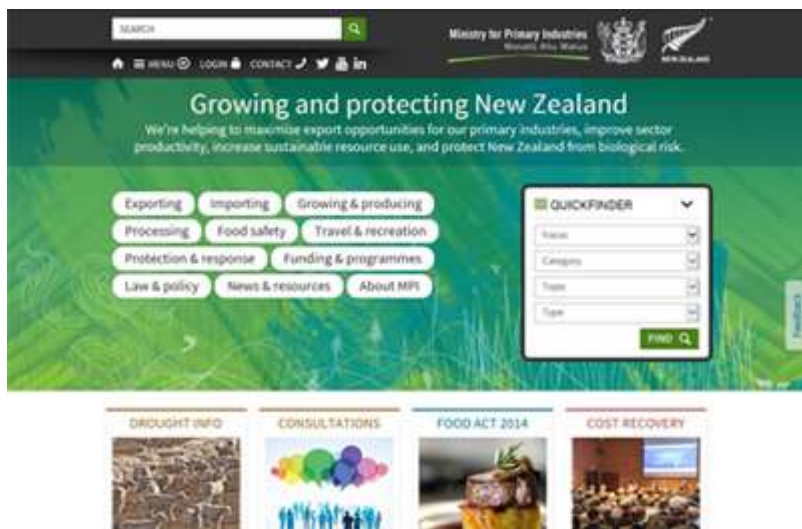 SEARCH
MENU LOGIN CONTACT
Ministry for Primary Industries
Manatū Ahu Matua
NEW ZEALAND
Growing and protecting New Zealand
We're helping to maximise export opportunities for our primary industries, improve sector
productivity, increase sustainable resource use, and protect New Zealand from biological risk.
Exporting Importing Growing & producing
Processing Food safety Travel & recreation
Protection & response Funding & programmes
Law & policy News & resources About MPI
QUICKFINDER
Focus
Category
Topic
Type
FIND
Feedback
DROUGHT INFO CONSULTATIONS FOOD ACT 2014 COST RECOVERY